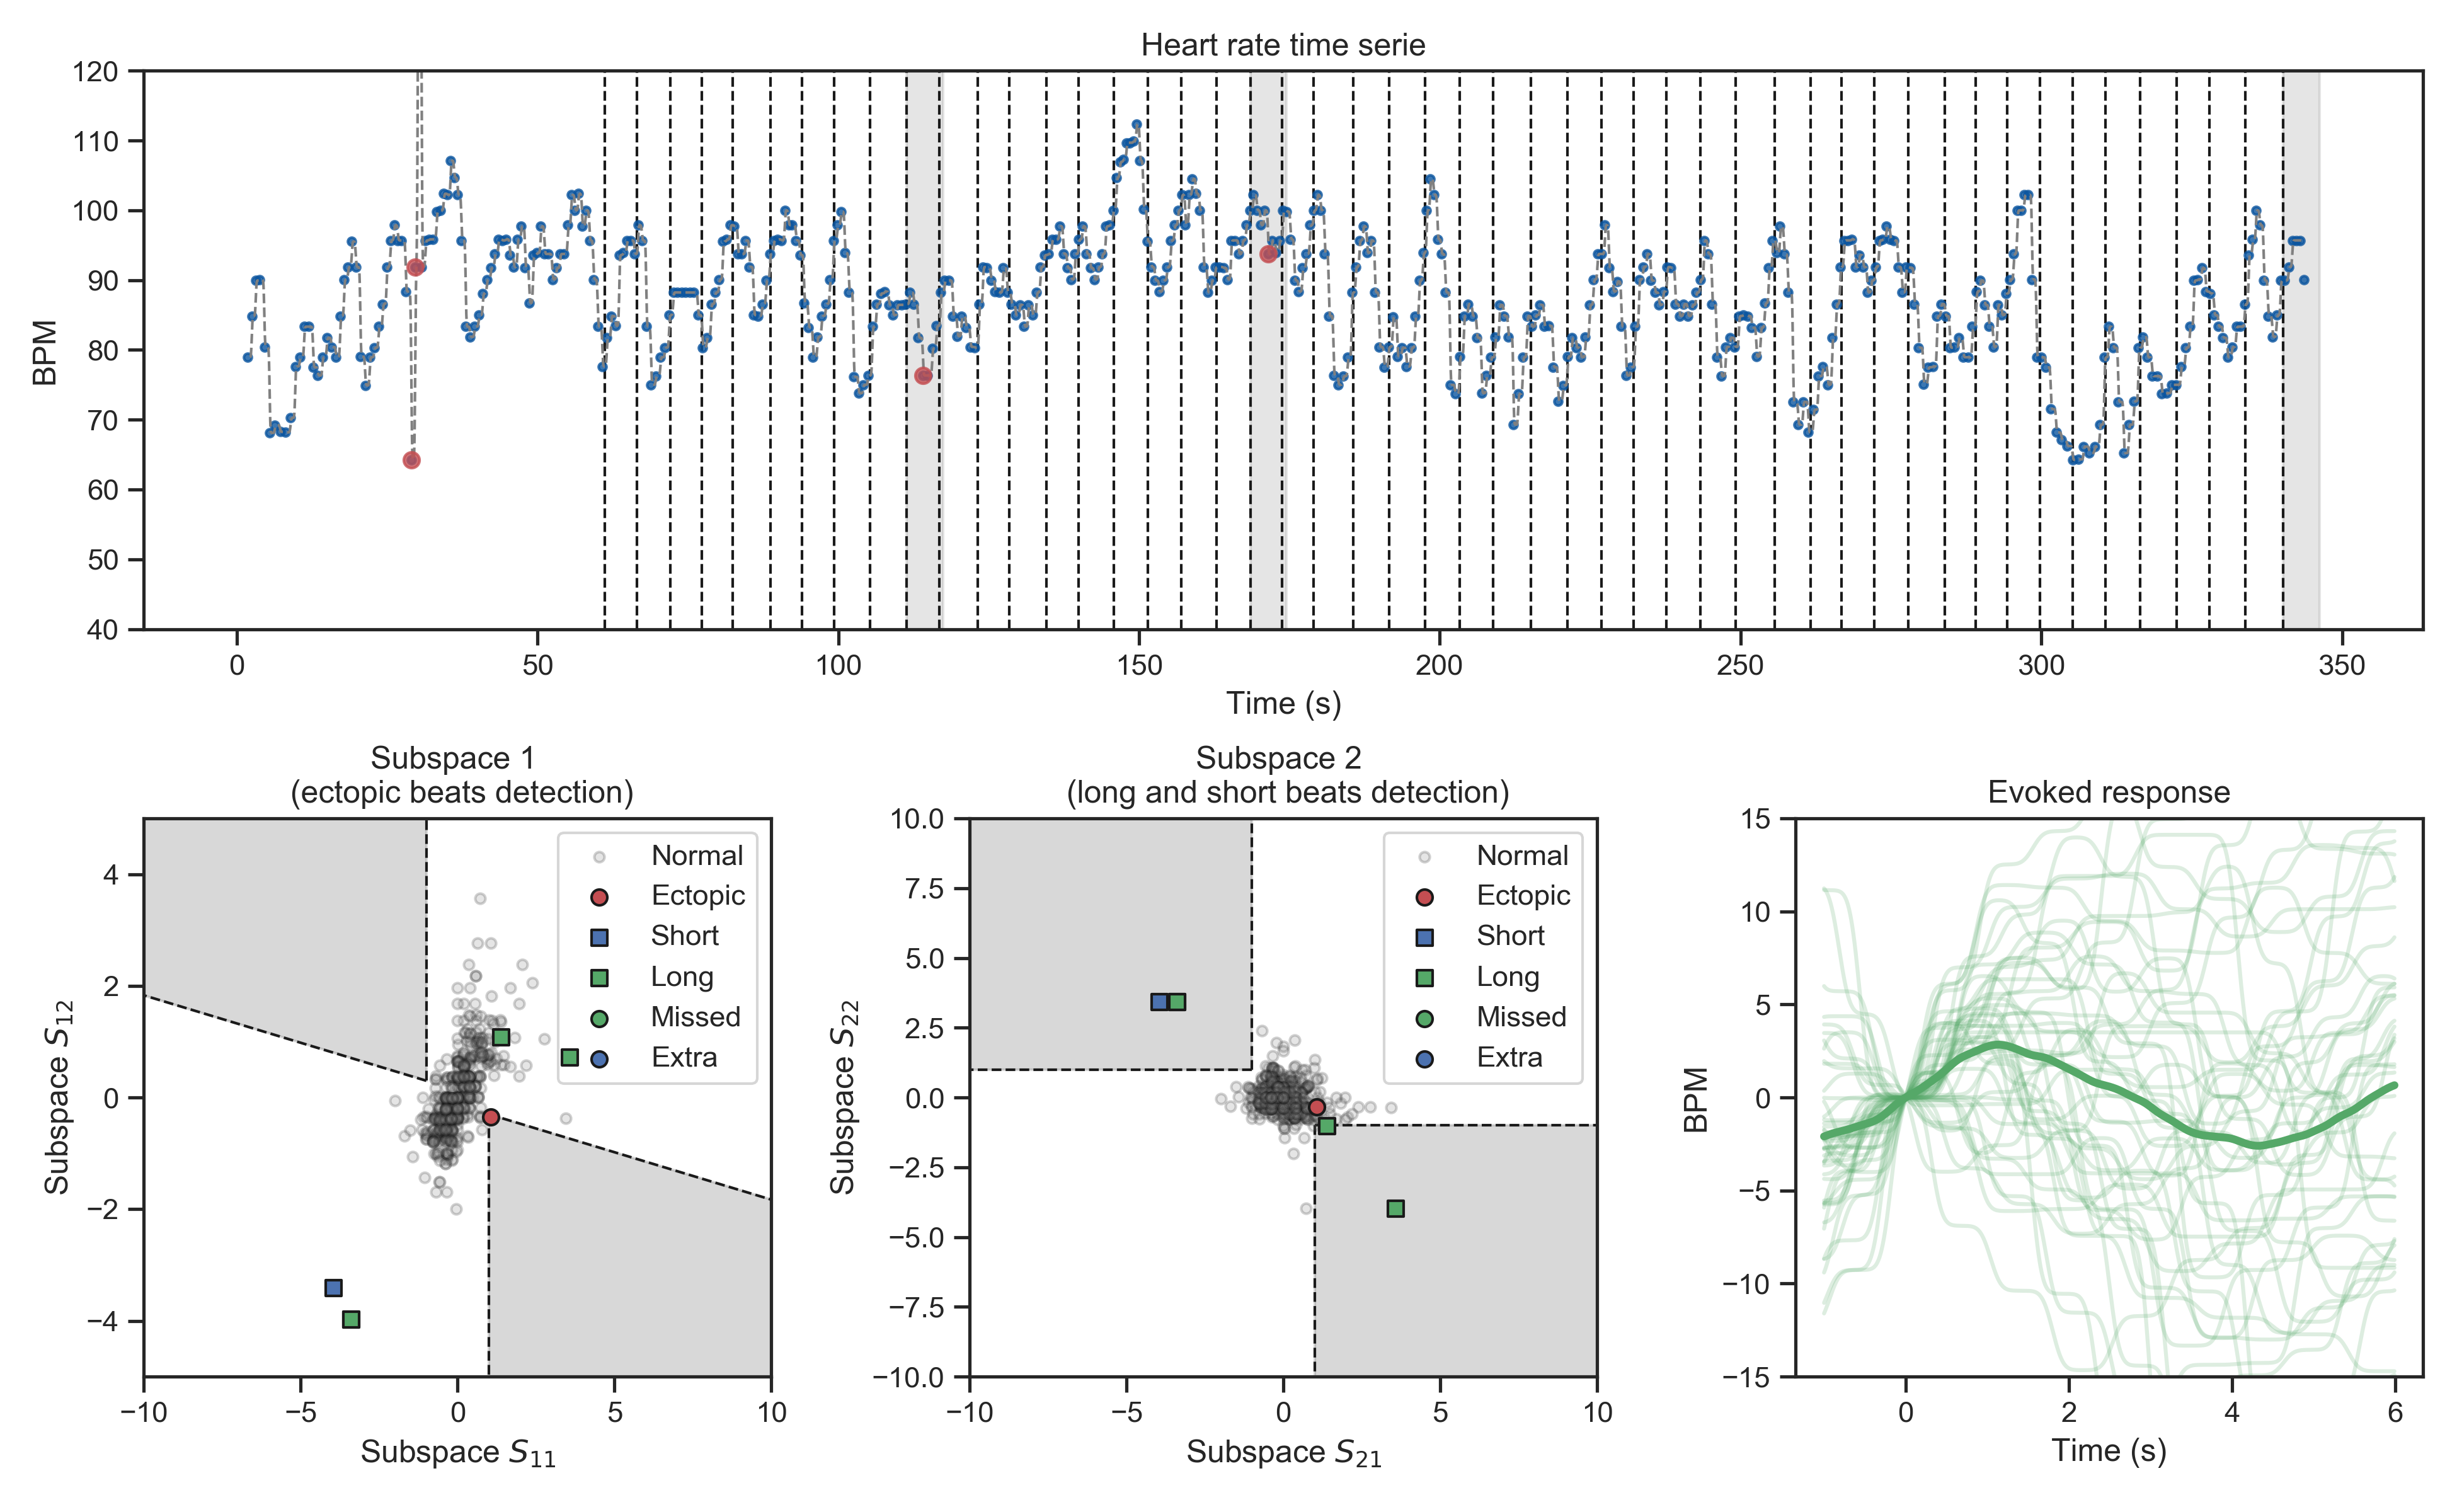 Heart rate time serie
120
110
100
90
80
70
60
50
40
BPM
0 50 100 150 200 250 300 350
Time (s)
Subspace 1
(ectopic beats detection)
4
2
0
−2
−4
Subspace S12
Normal
Ectopic
Short
Long
Missed
Extra
−10 −5 0 5 10
Subspace S11
Subspace 2
(long and short beats detection)
10.0
7.5
5.0
2.5
0.0
−2.5
−5.0
−7.5
−10.0
Subspace S22
Normal
Ectopic
Short
Long
Missed
Extra
−10 −5 0 5 10
Subspace S21
Evoked response
15
10
5
0
−5
−10
−15
BPM
0 2 4 6
Time (s)